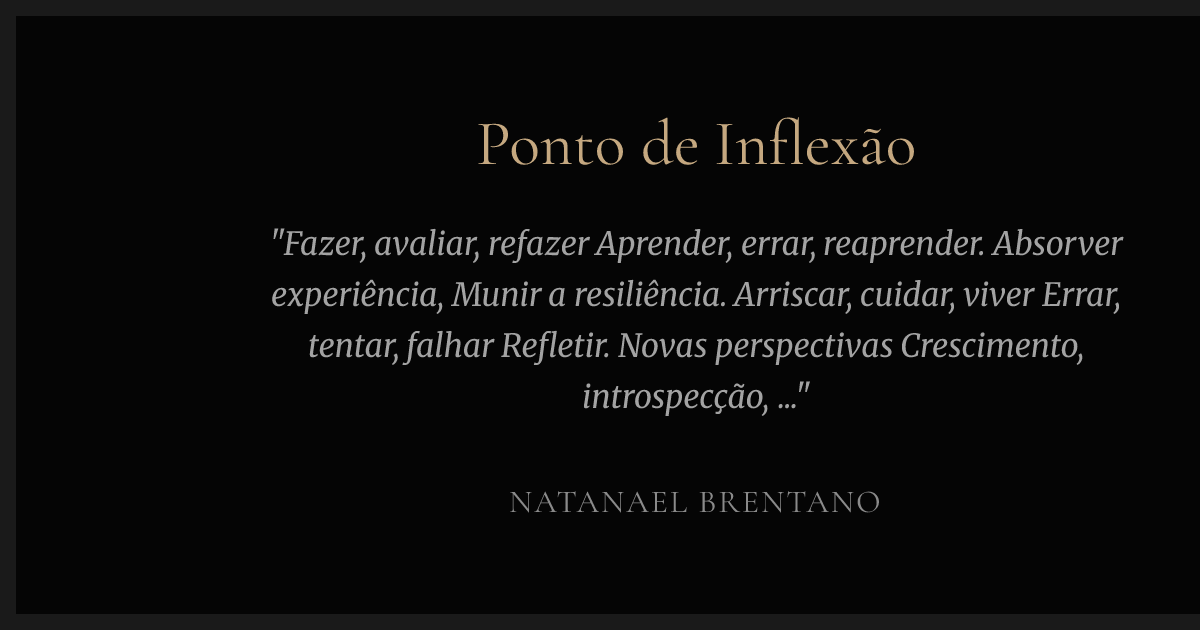 Ponto de Inflexão
"Fazer, avaliar, refazer Aprender, errar, reaprender. Absorver
experiência, Munir a resiliência. Arriscar, cuidar, viver Errar,
tentar, falhar Refletir. Novas perspectivas Crescimento,
introspecção, ..."
NATANAEL BRENTANO